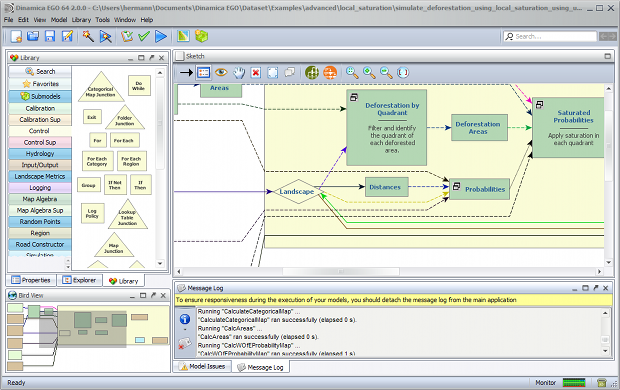 Dinamica EGO 64 2.0.0 - C:\Users\hermann\Documents\Dinamica EGO\Dataset\Examples\advanced\local_saturation\simulate_deforestation_using_local_saturation_using_u...
File Edit View Model Library Tools Window Help
Search...
Library
Search
Favorites
Submodels
Calibration
Calibration Sup
Control
Control Sup
Hydrology
Input/Output
Landscape Metrics
Logging
Map Algebra
Map Algebra Sup
Random Points
Region
Road Constructor
Simulation
Categorical Map Junction
Do While
Exit
Folder Junction
For
For Each
For Each Category
For Each Region
Group
If Not Then
If Then
Log Policy
Lookup Table Junction
Map Junction
Properties
Explorer
Library
Bird View
Sketch
Areas
Deforestation by
Quadrant
Filter and identify
the quadrant of
each deforested
area.
Deforestation
Areas
Saturated
Probabilities
Apply saturation in
each quadrant
Landscape
Distances
Probabilities
Message Log
To ensure responsiveness during the execution of your models, you should detach the message log from the main application
Running "CalculateCategoricalMap" ...
"CalculateCategoricalMap" ran successfully (elapsed 0 s).
Running "CalcAreas" ...
"CalcAreas" ran successfully (elapsed 0 s).
Running "CalcWOfEProbabilityMap" ...
"CalcWOfEProbabilityMap" ran successfully (elapsed 1 s).
Model Issues
Message Log
Ready
Monitor